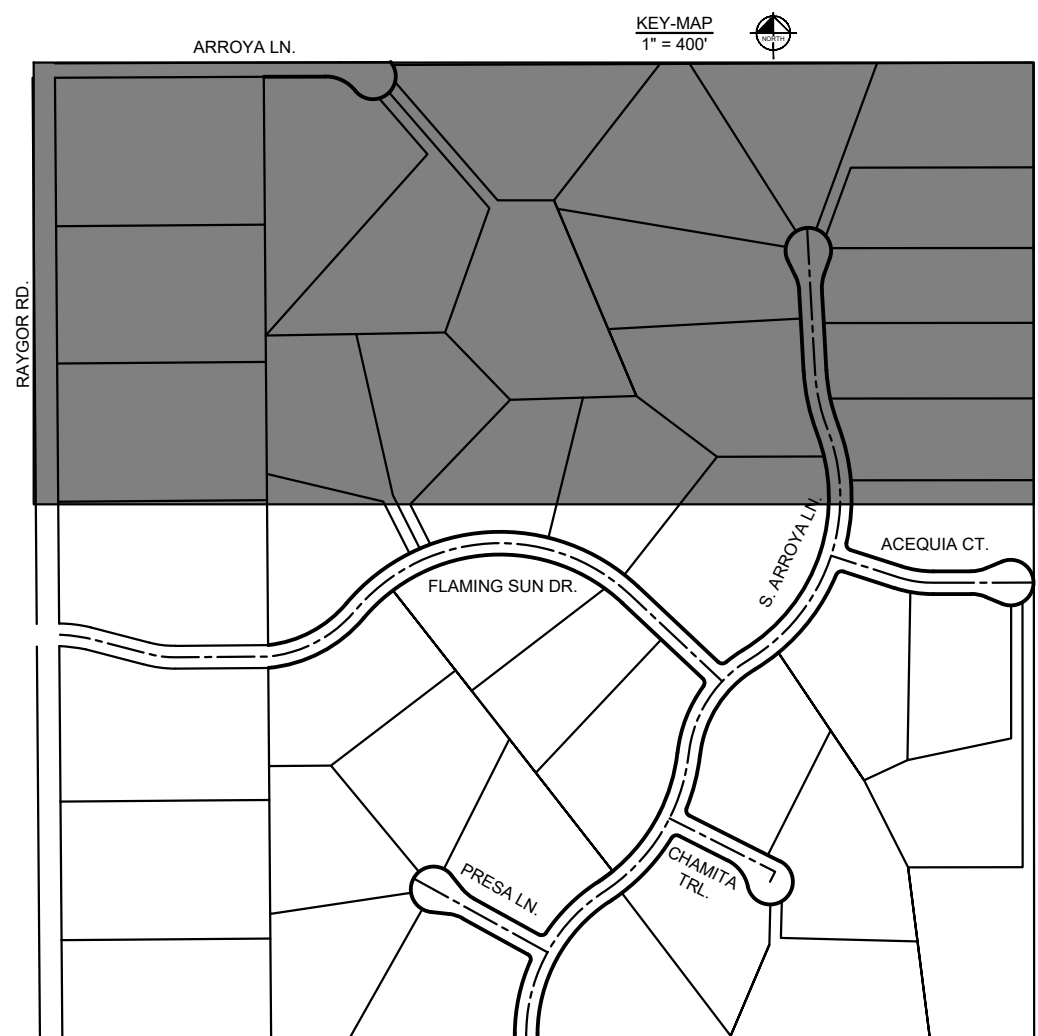 KEY-MAP
1" = 400'
NORTH
ARROYA LN.
RAYGOR RD.
S. ARROYA LN.
ACEQUIA CT.
FLAMING SUN DR.
PRESA LN.
CHAMITA
TRL.